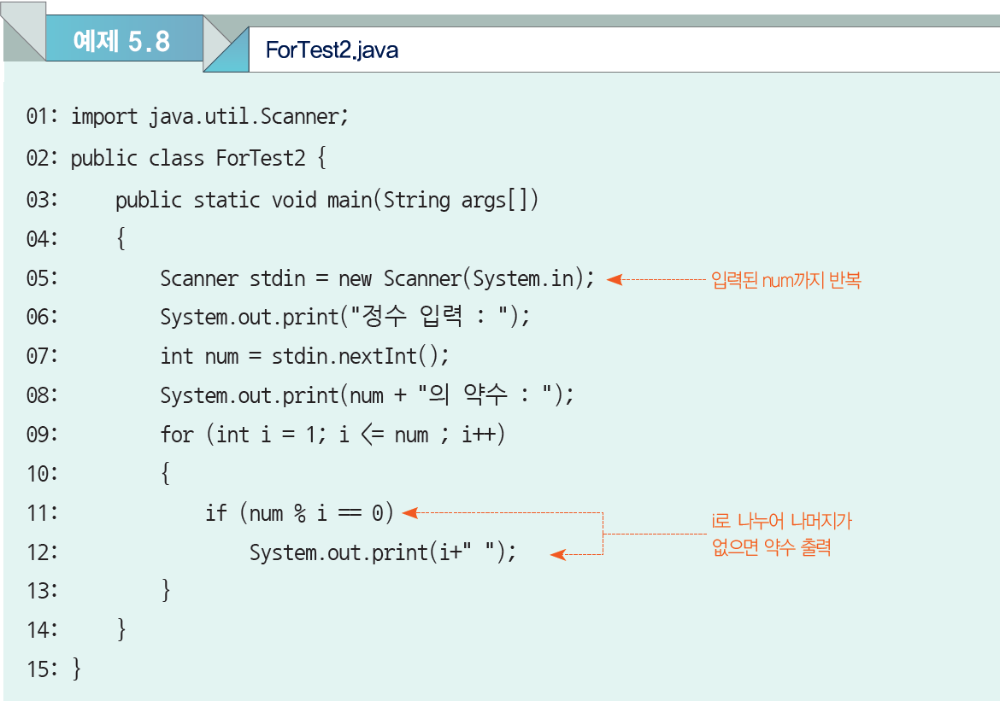 예제 5.8
ForTest2.java
01: import java.util.Scanner;
02: public class ForTest2 {
03:     public static void main(String args[])
04:     {
05:         Scanner stdin = new Scanner(System.in);
입력된 num까지 반복
06:         System.out.print("정수 입력 : ");
07:         int num = stdin.nextInt();
08:         System.out.print(num + "의 약수 : ");
09:         for (int i = 1; i <= num ; i++)
10:         {
11:             if (num % i == 0)
i로 나누어 나머지가
없으면 약수 출력
12:                 System.out.print(i+" ");
13:         }
14:     }
15: }